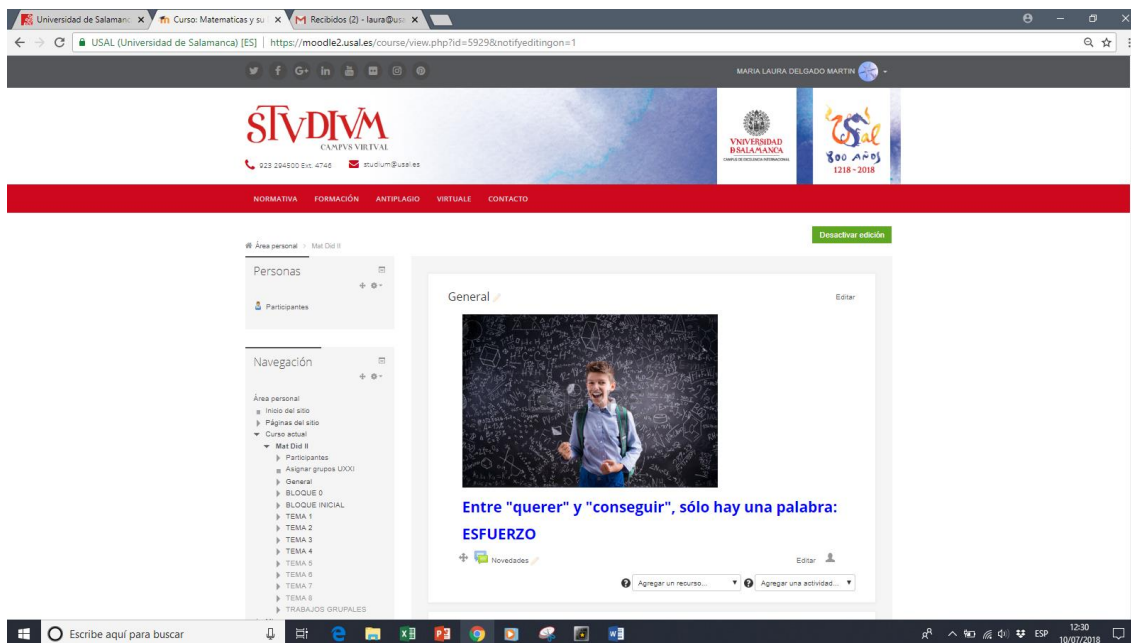 Universidad de Salamanc
Curso: Matematicas y su
Recibidos (2) - laura@usa
USAL (Universidad de Salamanca) [ES]
https://moodle2.usal.es/course/view.php?id=5929&notifyeditingon=1
MARIA LAURA DELGADO MARTIN
STVDIVM
CAMPVS VIRTVAL
923 294500 Ext. 4746 studium@usal.es
VNIVERSIDAD
D SALAMANCA
CAMPUS DE EXCELENCIA INTERNACIONAL
Usal
800 AÑOS
1218 - 2018
NORMATIVA FORMACIÓN ANTIPLAGIO VIRTUALE CONTACTO
Desactivar edición
Área personal > Mat Did II
Personas
Participantes
Navegación
Área personal
Inicio del sitio
Páginas del sitio
Curso actual
Mat Did II
Participantes
Asignar grupos UXXI
General
BLOQUE 0
BLOQUE INICIAL
TEMA 1
TEMA 2
TEMA 3
TEMA 4
TEMA 5
TEMA 6
TEMA 7
TEMA 8
TRABAJOS GRUPALES
General
Editar
Entre "querer" y "conseguir", sólo hay una palabra:
ESFUERZO
Novedades
Editar
Agregar un recurso...
Agregar una actividad...
Escribe aquí para buscar
ESP
12:30
10/07/2018